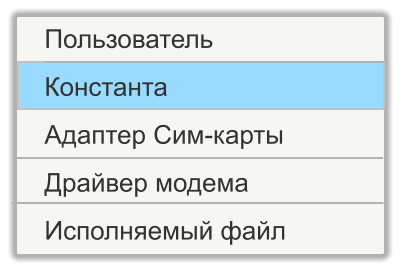 Пользователь
Константа
Адаптер Сим-карты
Драйвер модема
Исполняемый файл